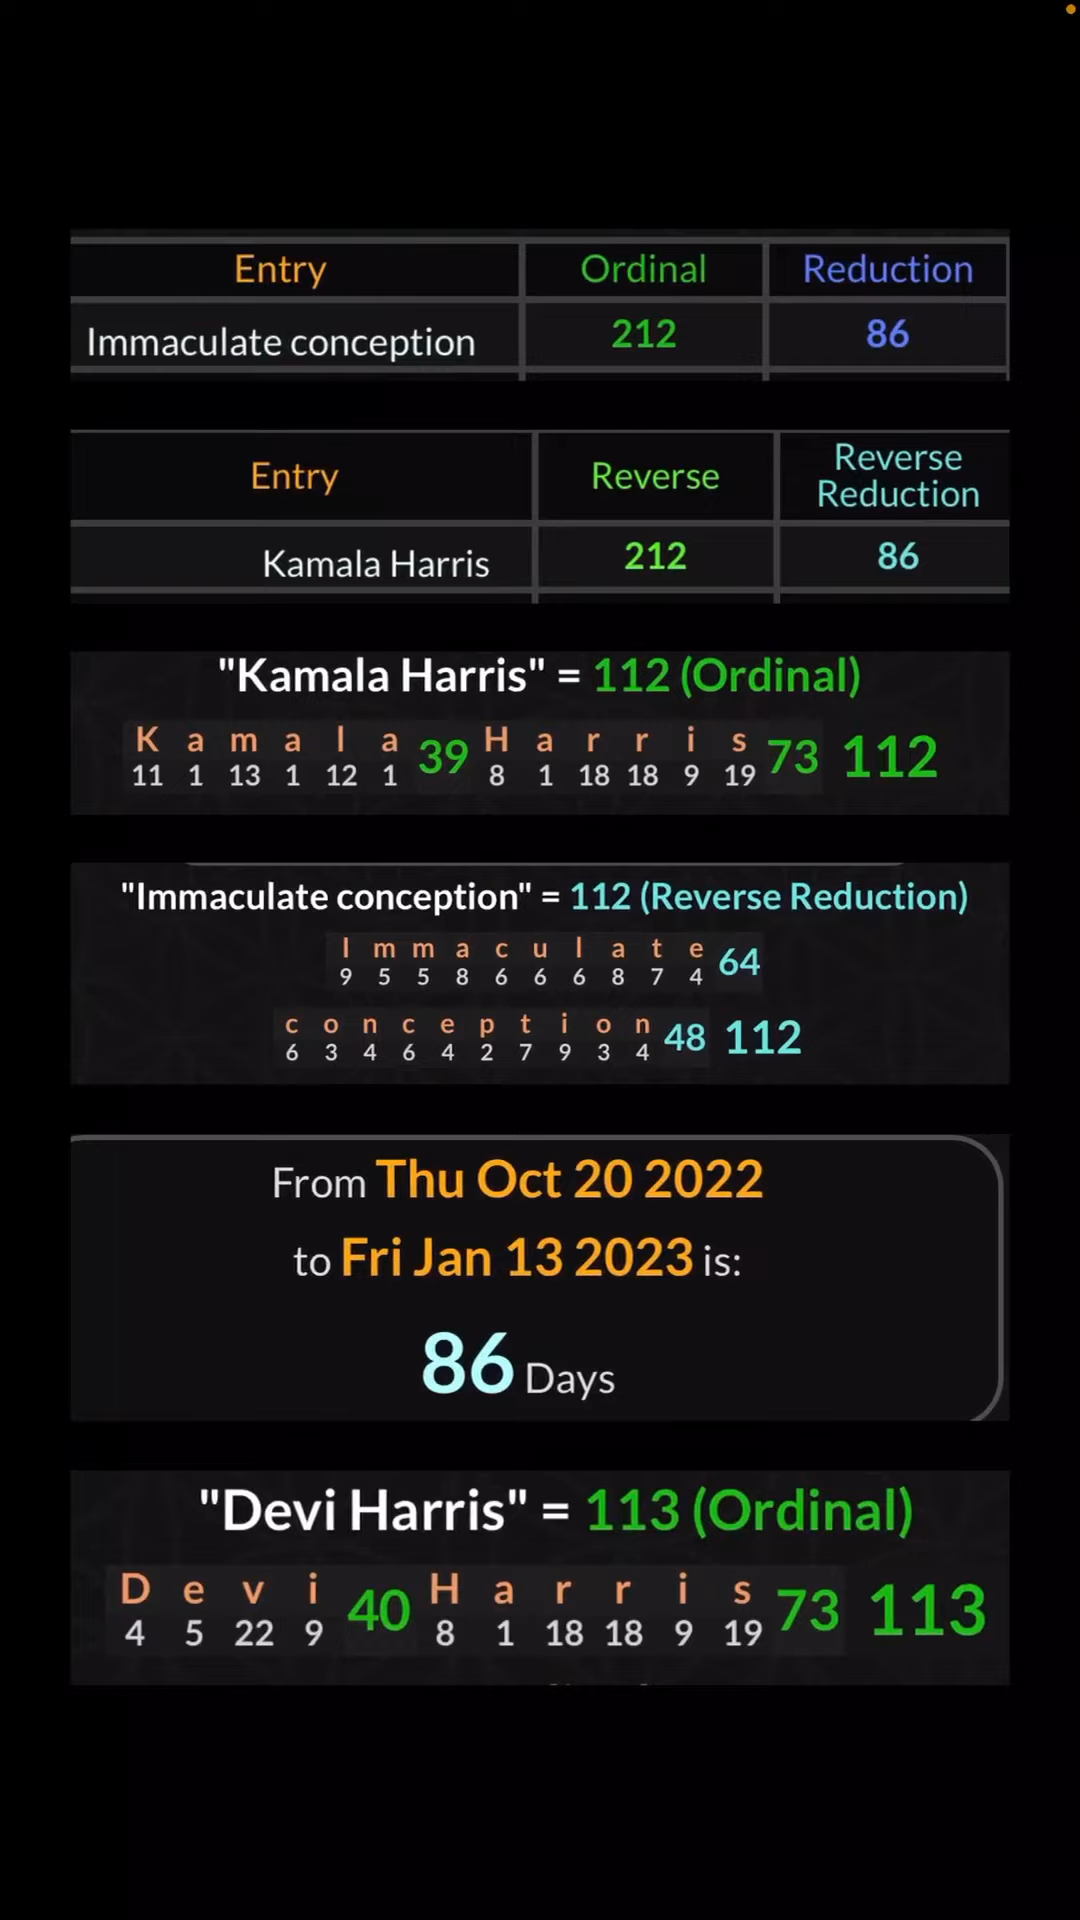 Entry Ordinal Reduction
Immaculate conception 212 86
Entry Reverse Reverse Reduction
Kamala Harris 212 86
"Kamala Harris" = 112 (Ordinal)
K a m a l a 39 H a r r i s 73 112
11 1 13 1 12 1 8 1 18 18 9 19
"Immaculate conception" = 112 (Reverse Reduction)
I m m a c u l a t e 64
9 5 5 8 6 6 6 8 7 4
c o n c e p t i o n 48 112
6 3 4 6 4 2 7 9 3 4
From Thu Oct 20 2022
to Fri Jan 13 2023 is:
86 Days
"Devi Harris" = 113 (Ordinal)
D e v i 40 H a r r i s 73 113
4 5 22 9 8 1 18 18 9 19